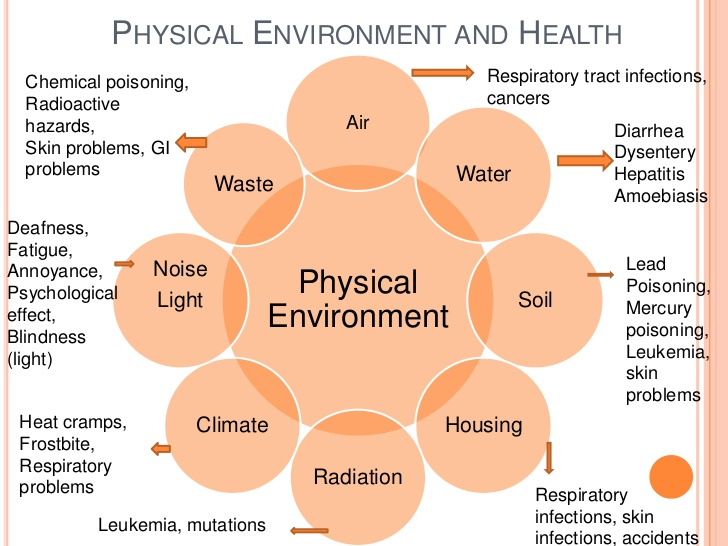 PHYSICAL ENVIRONMENT AND HEALTH
Chemical poisoning,
Radioactive
hazards,
Skin problems, GI
problems
Respiratory tract infections,
cancers
Air
Diarrhea
Dysentery
Hepatitis
Amoebiasis
Waste
Water
Deafness,
Fatigue,
Annoyance,
Psychological
effect,
Blindness
(light)
Noise
Light
Physical
Environment
Soil
Lead
Poisoning,
Mercury
poisoning,
Leukemia,
skin
problems
Heat cramps,
Frostbite,
Respiratory
problems
Climate
Housing
Radiation
Leukemia, mutations
Respiratory
infections, skin
infections, accidents